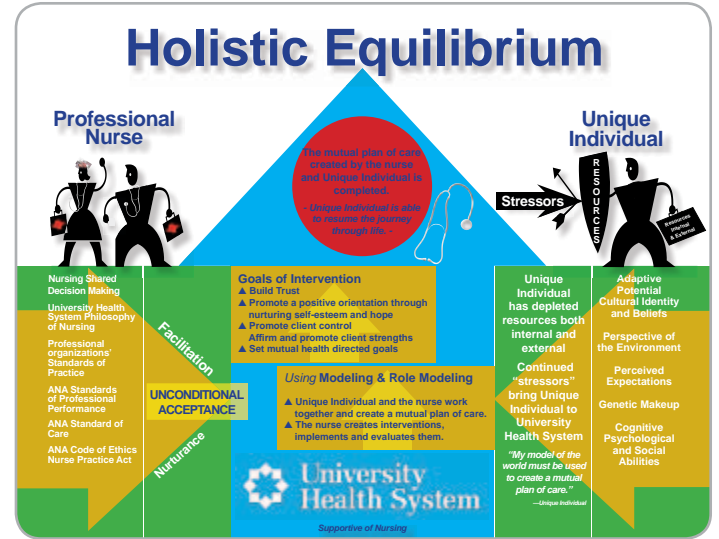 Holistic Equilibrium
Professional
Nurse
Unique
Individual
The mutual plan of care
created by the nurse
and Unique Individual is
completed.
- Unique Individual is able
to resume the journey
through life. -
Stressors
RESOURCES
Resources
Internal
& External
Nursing Shared
Decision Making
University Health
System Philosophy
of Nursing
Professional
organizations'
Standards of
Practice
ANA Standards
of Professional
Performance
ANA Standard of
Care
ANA Code of Ethics
Nurse Practice Act
Facilitation
UNCONDITIONAL
ACCEPTANCE
Nurturance
Goals of Intervention
▲ Build Trust
▲ Promote a positive orientation through
nurturing self-esteem and hope
▲ Promote client control
Affirm and promote client strengths
▲ Set mutual health directed goals
Using Modeling & Role Modeling
▲ Unique Individual and the nurse work
together and create a mutual plan of care.
▲ The nurse creates interventions,
implements and evaluates them.
University
Health System
Supportive of Nursing
Unique
Individual
has depleted
resources both
internal and
external
Continued
"stressors"
bring Unique
Individual to
University
Health System
"My model of the
world must be used
to create a mutual
plan of care."
—Unique Individual
Adaptive
Potential
Cultural Identity
and Beliefs
Perspective of
the Environment
Perceived
Expectations
Genetic Makeup
Cognitive
Psychological
and Social
Abilities